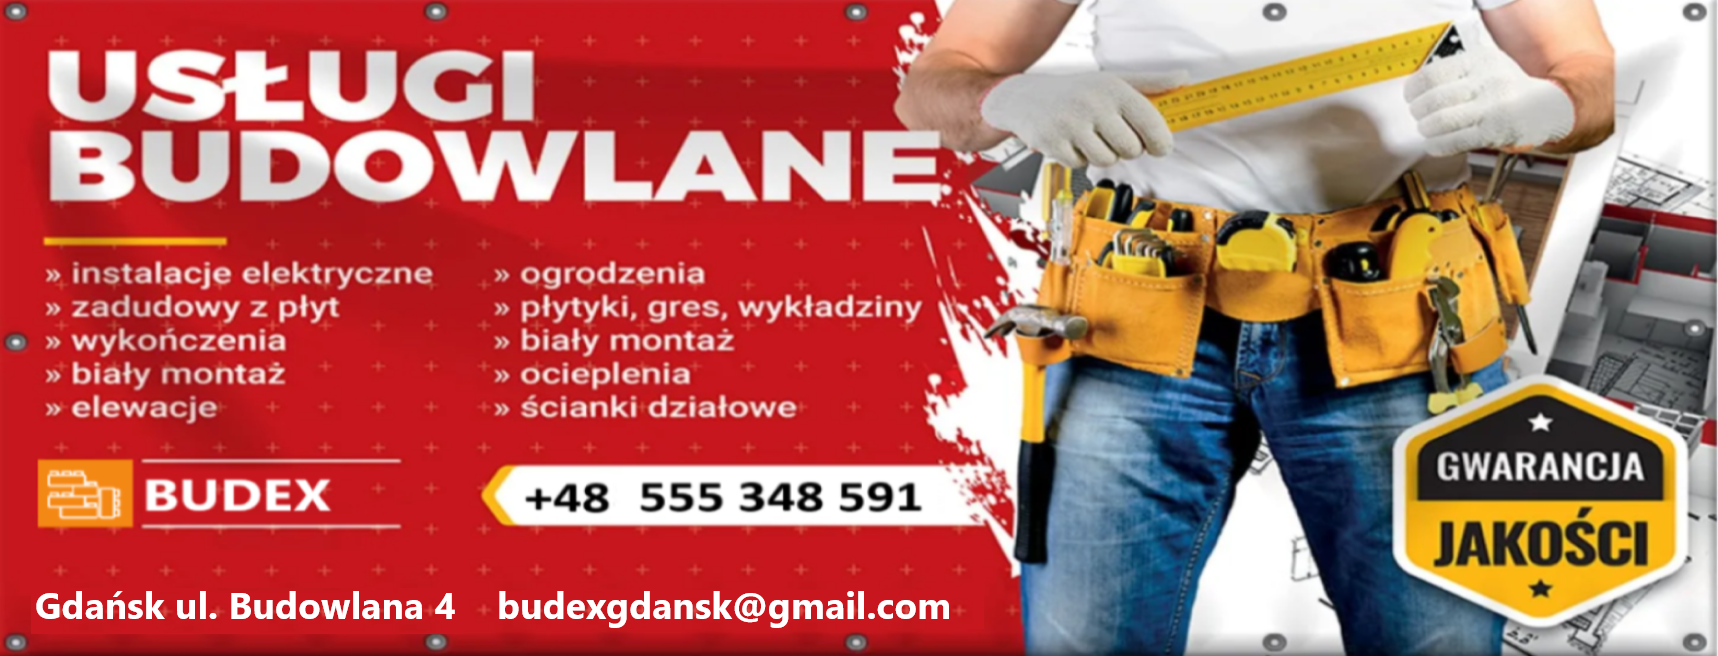 USŁUGI
BUDOWLANE
» instalacje elektryczne
» zadudowy z płyt
» wykończenia
» biały montaż
» elewacje
» ogrodzenia
» płytyki, gres, wykładziny
» biały montaż
» ocieplenia
» ścianki działowe
BUDEX
+48 555 348 591
Gdańsk ul. Budowlana 4
budexgdansk@gmail.com
GWARANCJA
JAKOŚCI